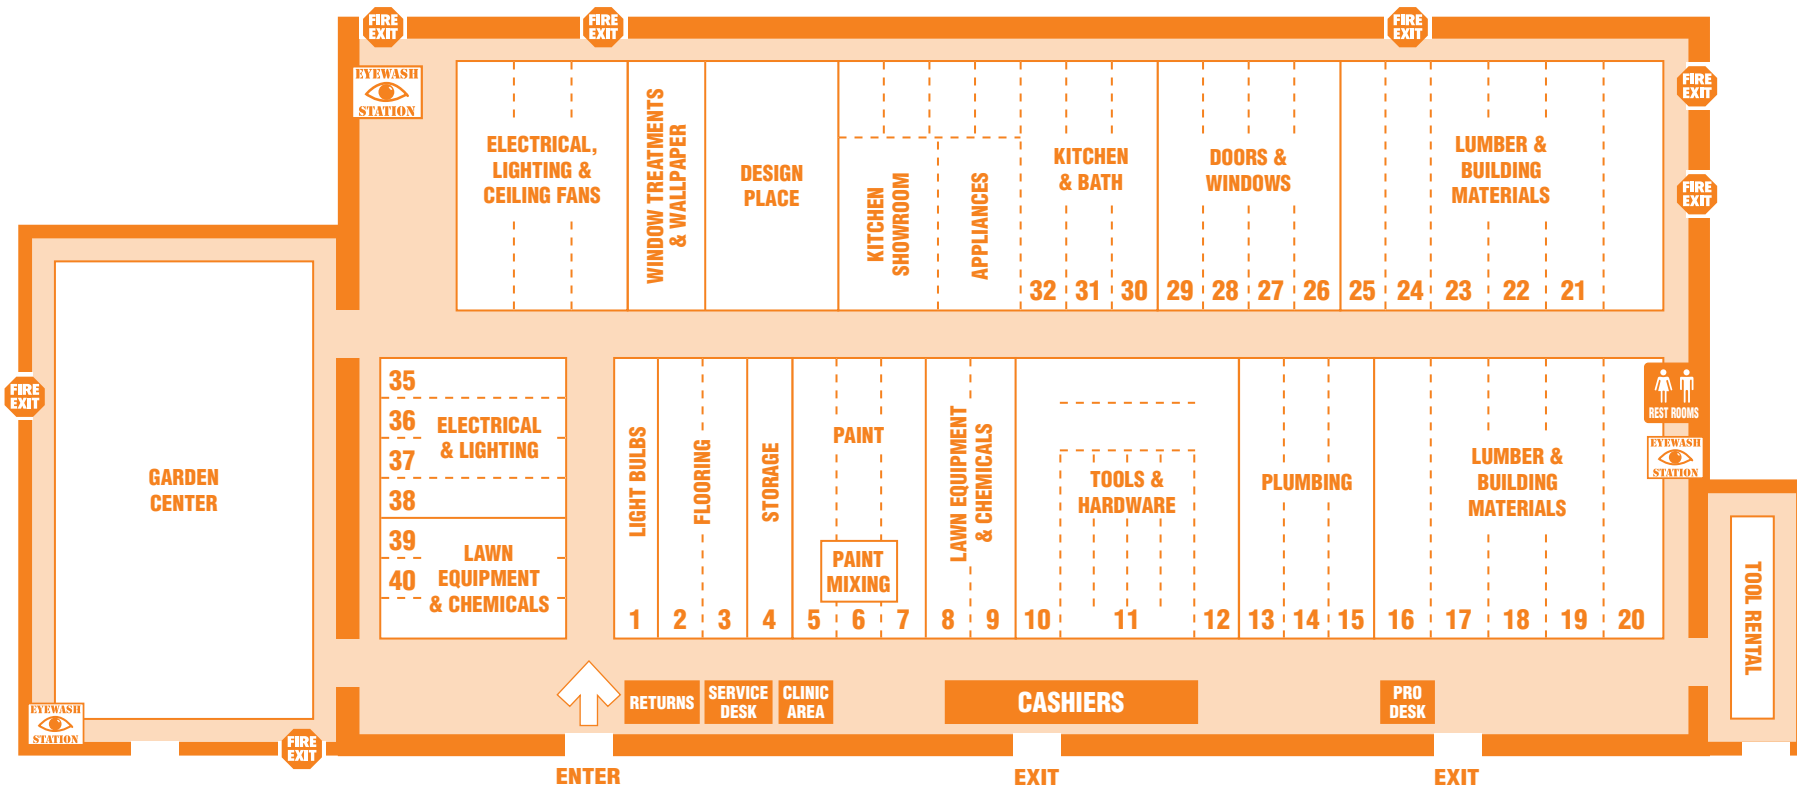 FIRE
EXIT
FIRE
EXIT
FIRE
EXIT
EYEWASH
STATION
FIRE
EXIT
ELECTRICAL,
LIGHTING &
CEILING FANS
WINDOW TREATMENTS
& WALLPAPER
DESIGN
PLACE
KITCHEN
SHOWROOM
APPLIANCES
KITCHEN
& BATH
DOORS &
WINDOWS
LUMBER &
BUILDING
MATERIALS
FIRE
EXIT
32 31 30 29 28 27 26 25 24 23 22 21
FIRE
EXIT
GARDEN
CENTER
35
36
37
38
ELECTRICAL
& LIGHTING
39
40
LAWN
EQUIPMENT
& CHEMICALS
LIGHT BULBS
FLOORING
STORAGE
PAINT
PAINT
MIXING
LAWN EQUIPMENT
& CHEMICALS
TOOLS &
HARDWARE
PLUMBING
LUMBER &
BUILDING
MATERIALS
REST ROOMS
EYEWASH
STATION
1 2 3 4 5 6 7 8 9 10 11 12 13 14 15 16 17 18 19 20
TOOL RENTAL
RETURNS
SERVICE
DESK
CLINIC
AREA
CASHIERS
PRO
DESK
EYEWASH
STATION
FIRE
EXIT
ENTER
EXIT
EXIT